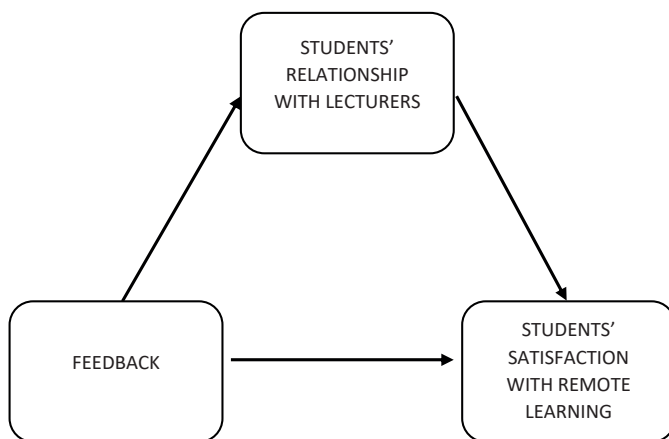 STUDENTS’
RELATIONSHIP
WITH LECTURERS
FEEDBACK
STUDENTS’
SATISFACTION
WITH REMOTE
LEARNING